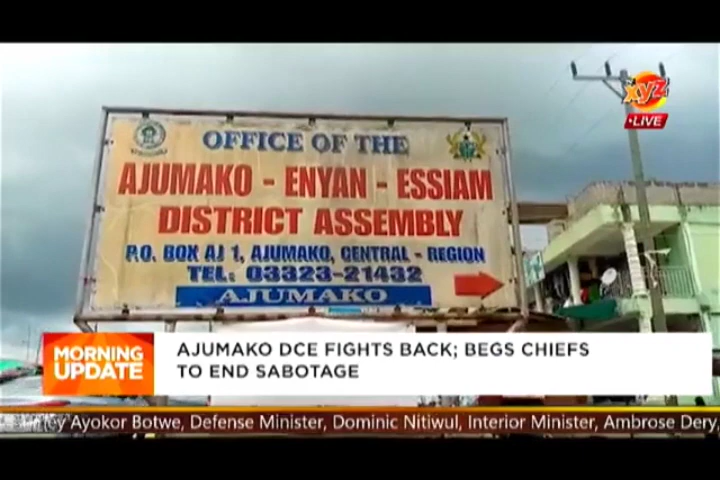 xyz
LIVE
OFFICE OF THE
AJUMAKO - ENYAN - ESSIAM
DISTRICT ASSEMBLY
P.O. BOX AJ 1, AJUMAKO, CENTRAL - REGION
TEL: 03323-21432
AJUMAKO
MORNING
UPDATE
AJUMAKO DCE FIGHTS BACK; BEGS CHIEFS
TO END SABOTAGE
ey Ayokor Botwe, Defense Minister, Dominic Nitiwul, Interior Minister, Ambrose Dery,